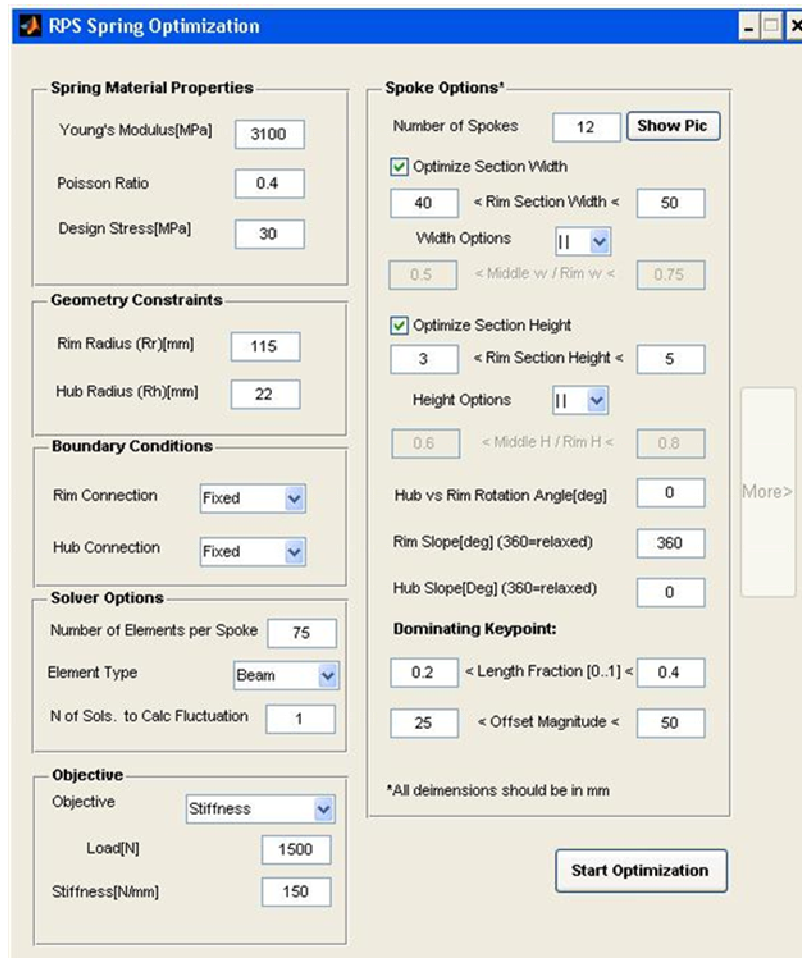 RPS Spring Optimization
Spring Material Properties
Young's Modulus[MPa] 3100
Poisson Ratio 0.4
Design Stress[MPa] 30
Geometry Constraints
Rim Radius (Rr)[mm] 115
Hub Radius (Rh)[mm] 22
Boundary Conditions
Rim Connection Fixed
Hub Connection Fixed
Solver Options
Number of Elements per Spoke 75
Element Type Beam
N of Sols. to Calc Fluctuation 1
Objective
Objective Stiffness
Load[N] 1500
Stiffness[N/mm] 150
Spoke Options*
Number of Spokes 12 Show Pic
Optimize Section Width
40 < Rim Section Width < 50
Width Options ||
0.5 < Middle w / Rim w < 0.75
Optimize Section Height
3 < Rim Section Height < 5
Height Options ||
0.6 < Middle H / Rim H < 0.8
Hub vs Rim Rotation Angle[deg] 0
Rim Slope[deg] (360=relaxed) 360
Hub Slope[Deg] (360=relaxed) 0
Dominating Keypoint:
0.2 < Length Fraction [0..1] < 0.4
25 < Offset Magnitude < 50
*All deimensions should be in mm
More>
Start Optimization